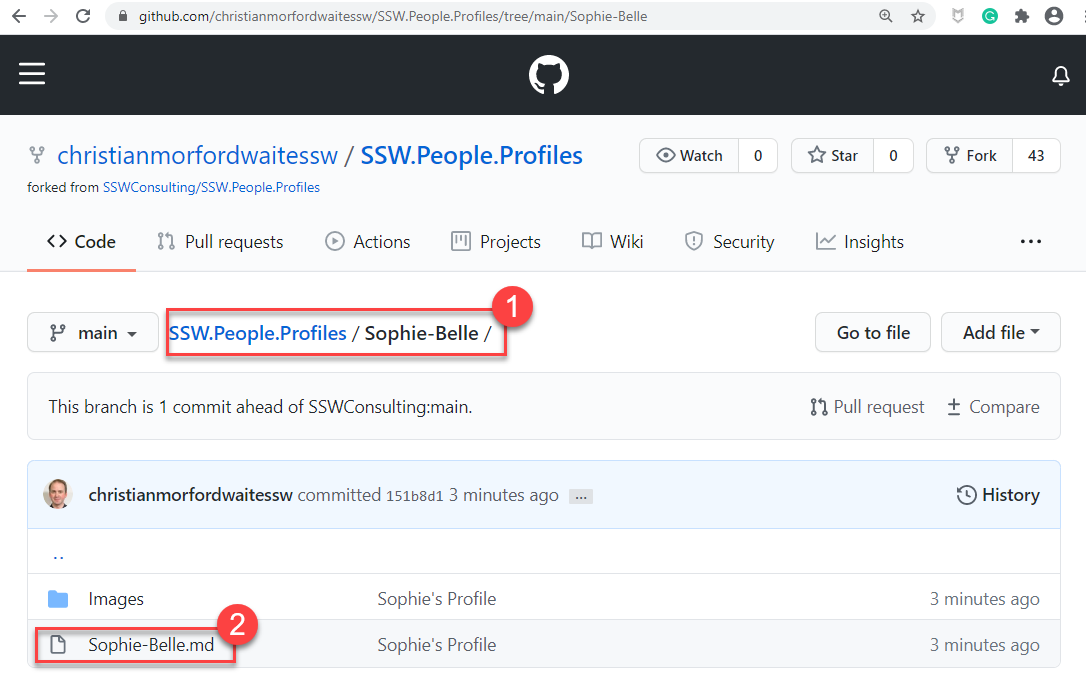 github.com/christianmorfordwaitessw/SSW.People.Profiles/tree/main/Sophie-Belle
christianmorfordwaitessw / SSW.People.Profiles
Watch 0 Star 0 Fork 43
forked from SSWConsulting/SSW.People.Profiles
<> Code Pull requests Actions Projects Wiki Security Insights ...
1
main SSW.People.Profiles / Sophie-Belle / Go to file Add file
This branch is 1 commit ahead of SSWConsulting:main. Pull request Compare
christianmorfordwaitessw committed 151b8d1 3 minutes ago ... History
..
Images Sophie's Profile 3 minutes ago
2
Sophie-Belle.md Sophie's Profile 3 minutes ago